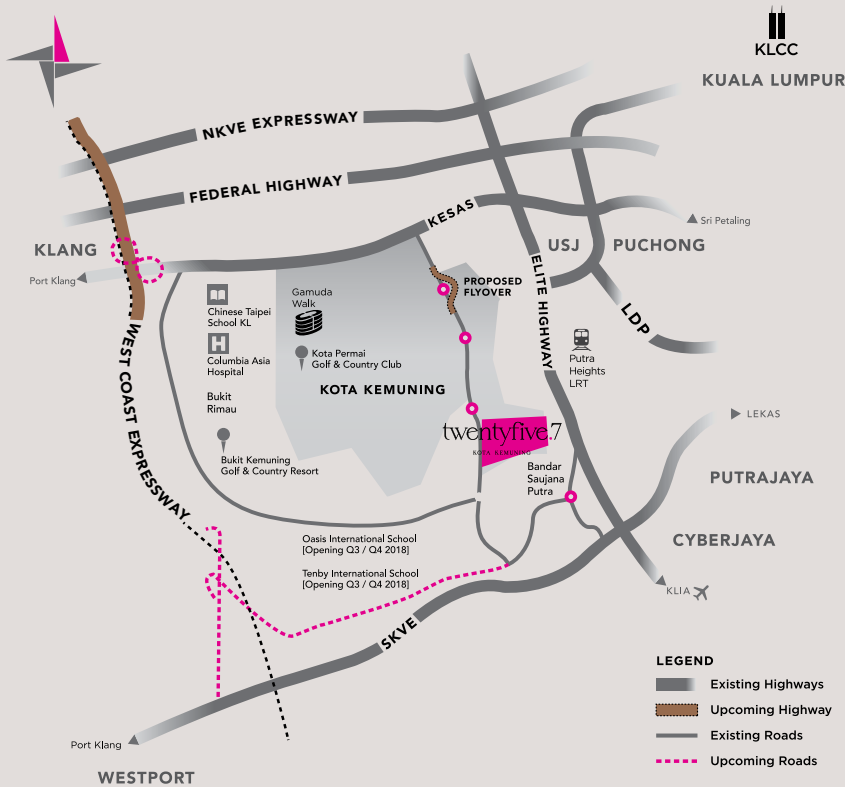 KLCC
KUALA LUMPUR
NKVE EXPRESSWAY
FEDERAL HIGHWAY
KESAS
Sri Petaling
KLANG
Port Klang
USJ
PUCHONG
PROPOSED
FLYOVER
ELITE HIGHWAY
LDP
Chinese Taipei
School KL
Gamuda
Walk
Columbia Asia
Hospital
Kota Permai
Golf & Country Club
Putra
Heights
LRT
WEST COAST EXPRESSWAY
Bukit
Rimau
KOTA KEMUNING
LEKAS
twentyfive.7
KOTA KEMUNING
Bukit Kemuning
Golf & Country Resort
Bandar
Saujana
Putra
PUTRAJAYA
CYBERJAYA
Oasis International School
[Opening Q3 / Q4 2018]
Tenby International School
[Opening Q3 / Q4 2018]
KLIA
SKVE
Port Klang
WESTPORT
LEGEND
Existing Highways
Upcoming Highway
Existing Roads
Upcoming Roads